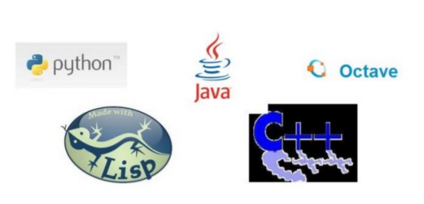 python™
Java
Octave
Made with
Lisp
C++